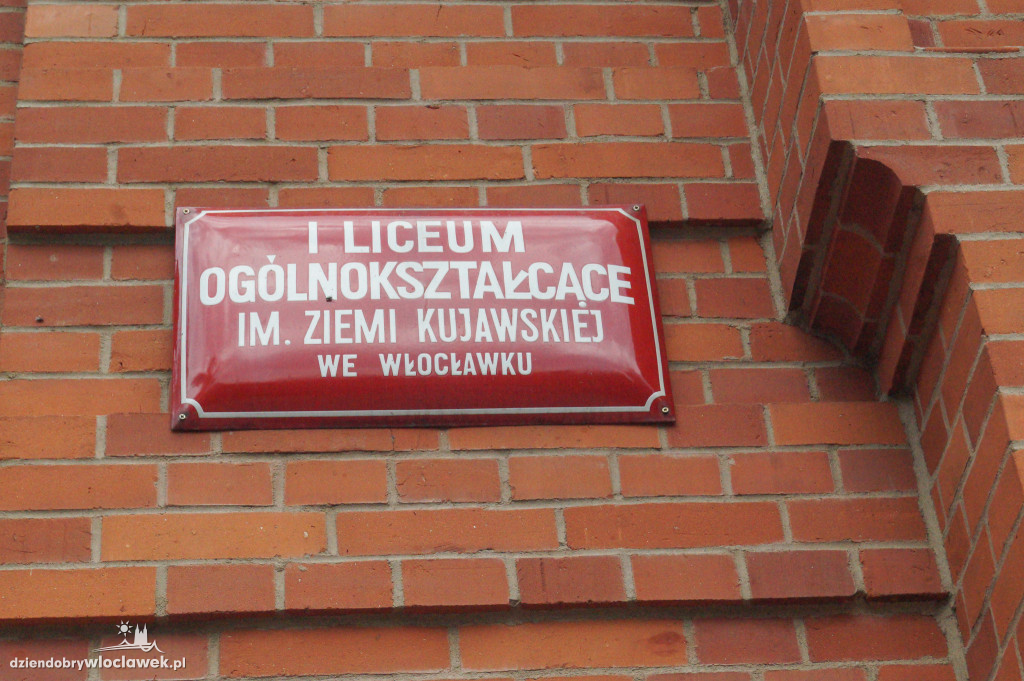 I LICEUM
OGÓLNOKSZTAŁCĄCE
IM. ZIEMI KUJAWSKIEJ
WE WŁOCŁAWKU
dziendobrywloclawek.pl